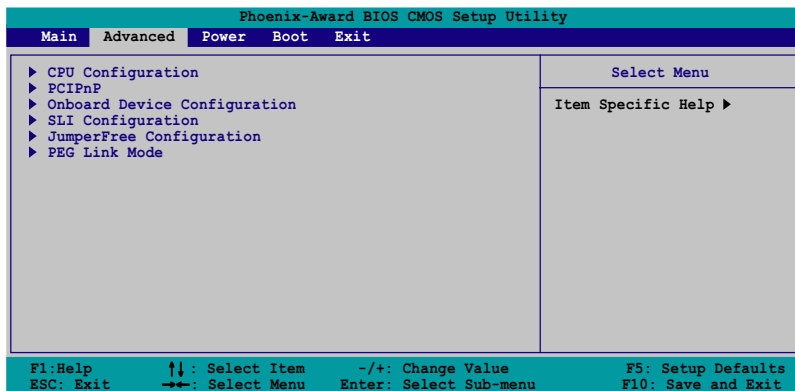 Phoenix-Award BIOS CMOS Setup Utility
Main Advanced Power Boot Exit
CPU Configuration
PCIPnP
Onboard Device Configuration
SLI Configuration
JumperFree Configuration
PEG Link Mode
Select Menu
Item Specific Help
F1:Help ↑↓ : Select Item -/+: Change Value F5: Setup Defaults
ESC: Exit →←: Select Menu Enter: Select Sub-menu F10: Save and Exit